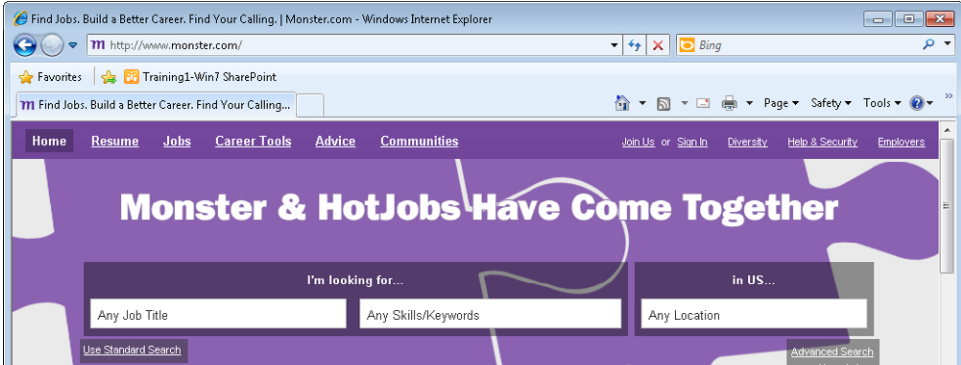 Find Jobs. Build a Better Career. Find Your Calling. | Monster.com - Windows Internet Explorer
m http://www.monster.com/ Bing
Favorites Training1-Win7 SharePoint
m Find Jobs. Build a Better Career. Find Your Calling... Page Safety Tools »
Home Resume Jobs Career Tools Advice Communities Join Us or Sign In Diversity Help & Security Employers
Monster & HotJobs Have Come Together
I'm looking for... in US...
Any Job Title Any Skills/Keywords Any Location
Use Standard Search Advanced Search